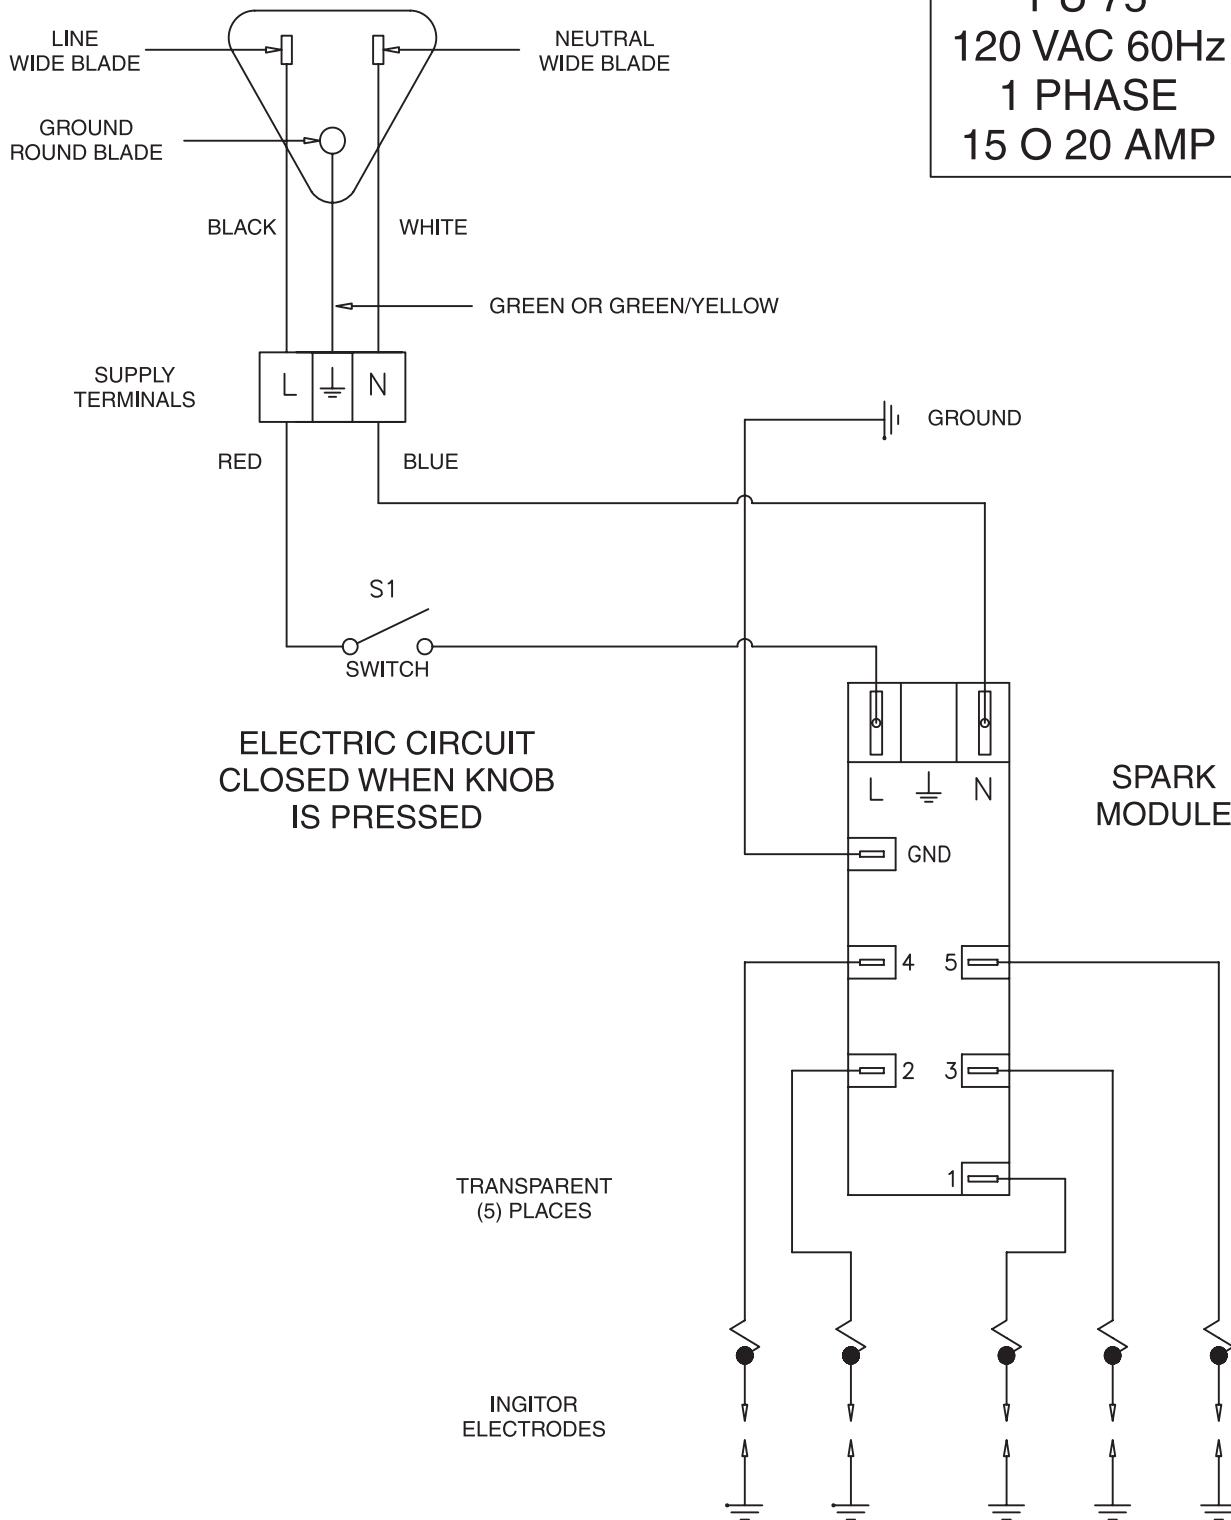 LINE
WIDE BLADE
NEUTRAL
WIDE BLADE
120 VAC 60Hz
1 PHASE
15 O 20 AMP
GROUND
ROUND BLADE
BLACK
WHITE
GREEN OR GREEN/YELLOW
SUPPLY
TERMINALS
L
N
GROUND
RED
BLUE
S1
SWITCH
ELECTRIC CIRCUIT
CLOSED WHEN KNOB
IS PRESSED
L
N
SPARK
MODULE
GND
4
5
2
3
1
TRANSPARENT
(5) PLACES
INGITOR
ELECTRODES